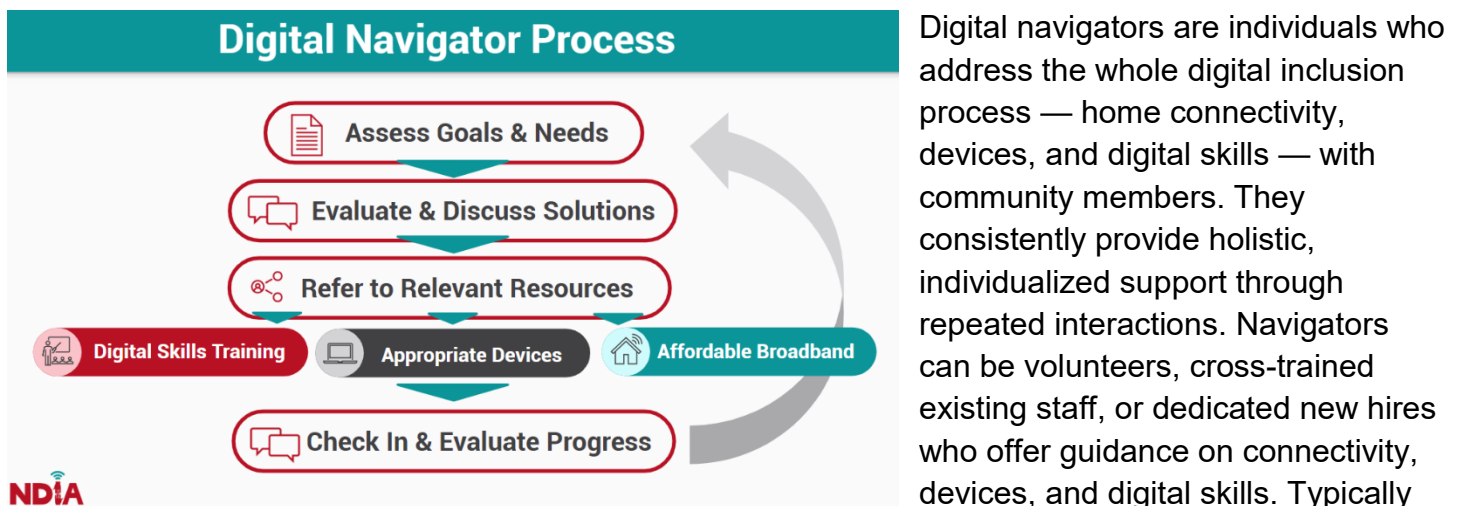 Digital Navigator Process
Assess Goals & Needs
Evaluate & Discuss Solutions
Refer to Relevant Resources
Digital Skills Training
Appropriate Devices
Affordable Broadband
Check In & Evaluate Progress
NDIA
Digital navigators are individuals who
address the whole digital inclusion
process — home connectivity,
devices, and digital skills — with
community members. They
consistently provide holistic,
individualized support through
repeated interactions. Navigators
can be volunteers, cross-trained
existing staff, or dedicated new hires
who offer guidance on connectivity,
devices, and digital skills. Typically